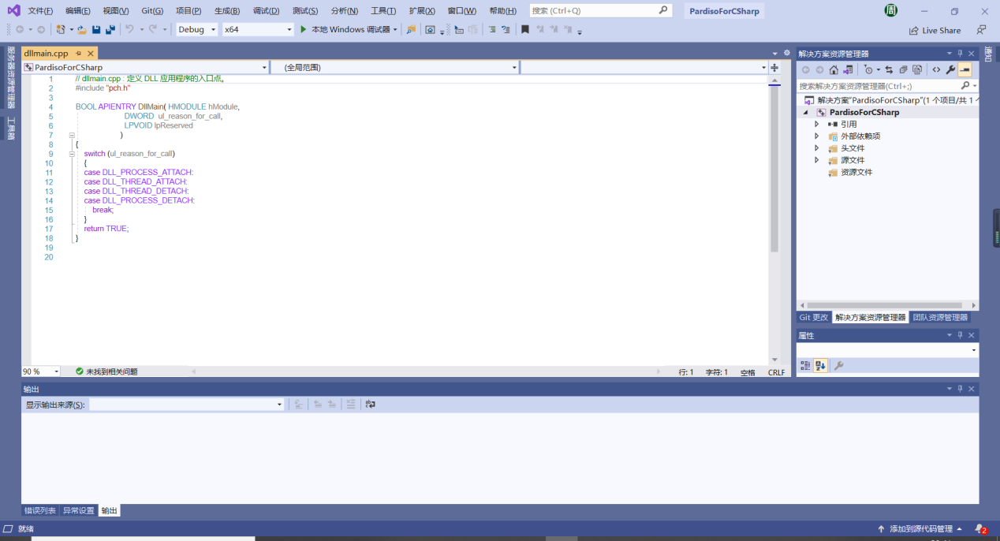 文件(F) 编辑(E) 视图(V) Git(G) 项目(P) 生成(B) 调试(D) 测试(S) 分析(N) 工具(T) 扩展(X) 窗口(W) 帮助(H) 搜索 (Ctrl+Q) PardisoForCSharp 周
Debug x64 本地 Windows 调试器 Live Share
服务器资源管理器
工具箱
dllmain.cpp
PardisoForCSharp (全局范围)
1 // dllmain.cpp : 定义 DLL 应用程序的入口点。
2 #include "pch.h"
3
4 BOOL APIENTRY DllMain( HMODULE hModule,
5 DWORD ul_reason_for_call,
6 LPVOID lpReserved
7 )
8 {
9 switch (ul_reason_for_call)
10 {
11 case DLL_PROCESS_ATTACH:
12 case DLL_THREAD_ATTACH:
13 case DLL_THREAD_DETACH:
14 case DLL_PROCESS_DETACH:
15 break;
16 }
17 return TRUE;
18 }
19
20
90 % 未找到相关问题 行: 1 字符: 1 空格 CRLF
解决方案资源管理器
搜索解决方案资源管理器(Ctrl+;)
解决方案"PardisoForCSharp"(1 个项目/共 1
PardisoForCSharp
引用
外部依赖项
头文件
源文件
资源文件
Git 更改 解决方案资源管理器 团队资源管理器
属性
通知
输出
显示输出来源(S):
错误列表 异常设置 输出
就绪 添加到源代码管理 2